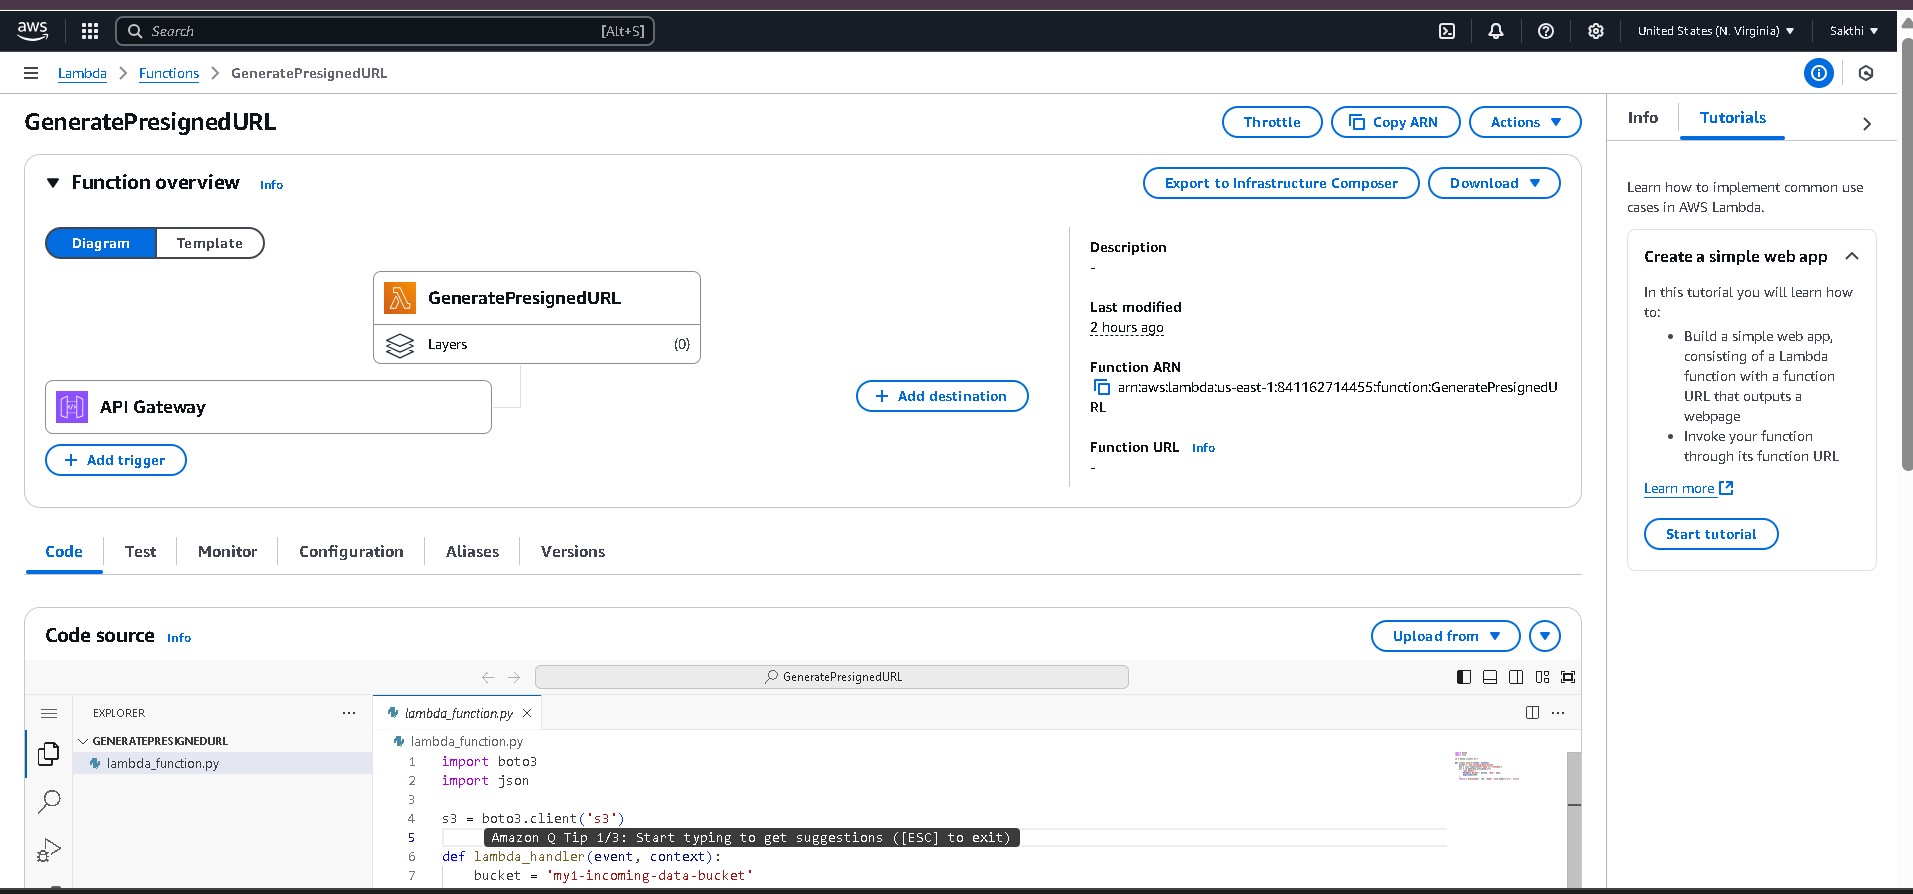 aws
Search [Alt+S]
United States (N. Virginia) ▼
Sakthi ▼
Lambda > Functions > GeneratePresignedURL
GeneratePresignedURL
Throttle
Copy ARN
Actions ▼
Info
Tutorials
▼ Function overview Info
Export to Infrastructure Composer
Download ▼
Learn how to implement common use
cases in AWS Lambda.
Diagram
Template
GeneratePresignedURL
Layers (0)
API Gateway
+ Add trigger
+ Add destination
Description
-
Last modified
2 hours ago
Function ARN
arn:aws:lambda:us-east-1:841162714455:function:GeneratePresignedU
RL
Function URL Info
-
Create a simple web app
In this tutorial you will learn how
to:
• Build a simple web app,
consisting of a Lambda
function with a function
URL that outputs a
webpage
• Invoke your function
through its function URL
Learn more
Start tutorial
Code
Test
Monitor
Configuration
Aliases
Versions
Code source Info
Upload from ▼
GeneratePresignedURL
EXPLORER
GENERATEPRESIGNEDURL
lambda_function.py
lambda_function.py
lambda_function.py
1 import boto3
2 import json
3
4 s3 = boto3.client('s3')
5 Amazon Q Tip 1/3: Start typing to get suggestions ([ESC] to exit)
6 def lambda_handler(event, context):
7 bucket = 'my1-incoming-data-bucket'